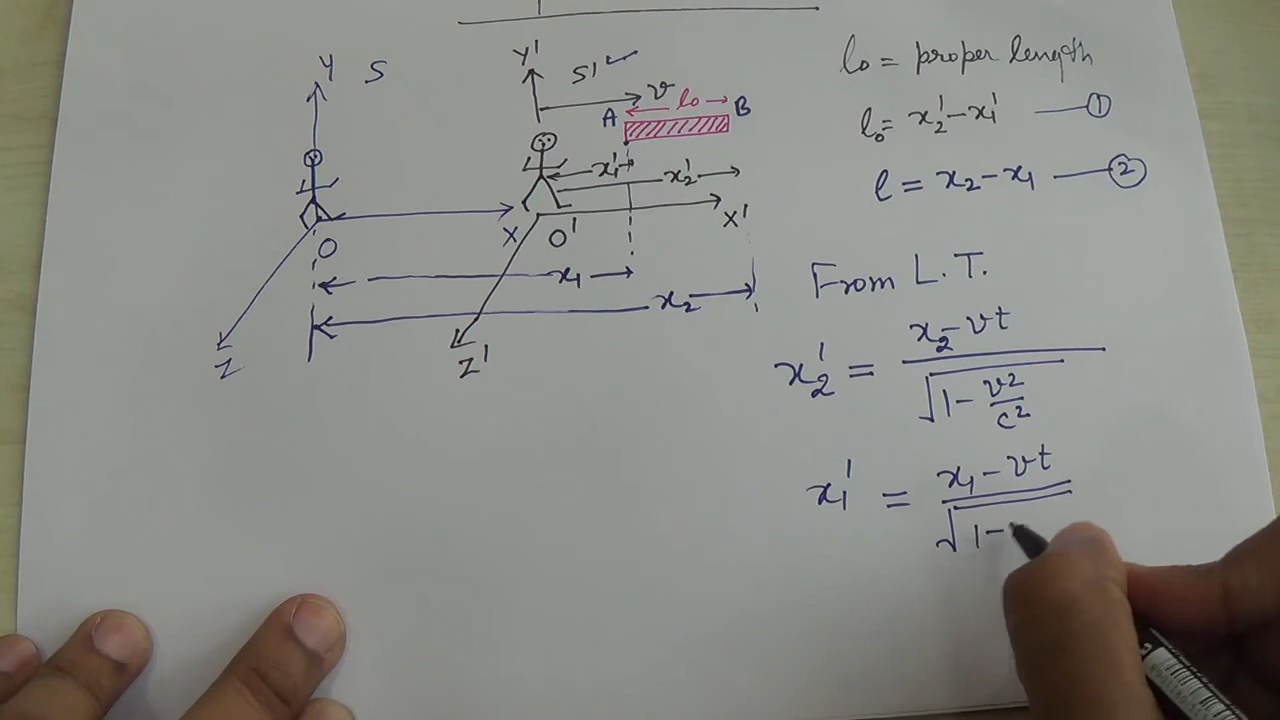 Y S
Y' S'
v
A l₀ B
x₁'
x₂'
X O' X'
O
x₁
x₂
Z Z'
l₀ = proper length
l₀ = x₂' - x₁' — ①
l = x₂ - x₁ — ②
From L.T.
x₂' = (x₂ - vt) / √(1 - v²/c²)
x₁' = (x₁ - vt) / √(1 -